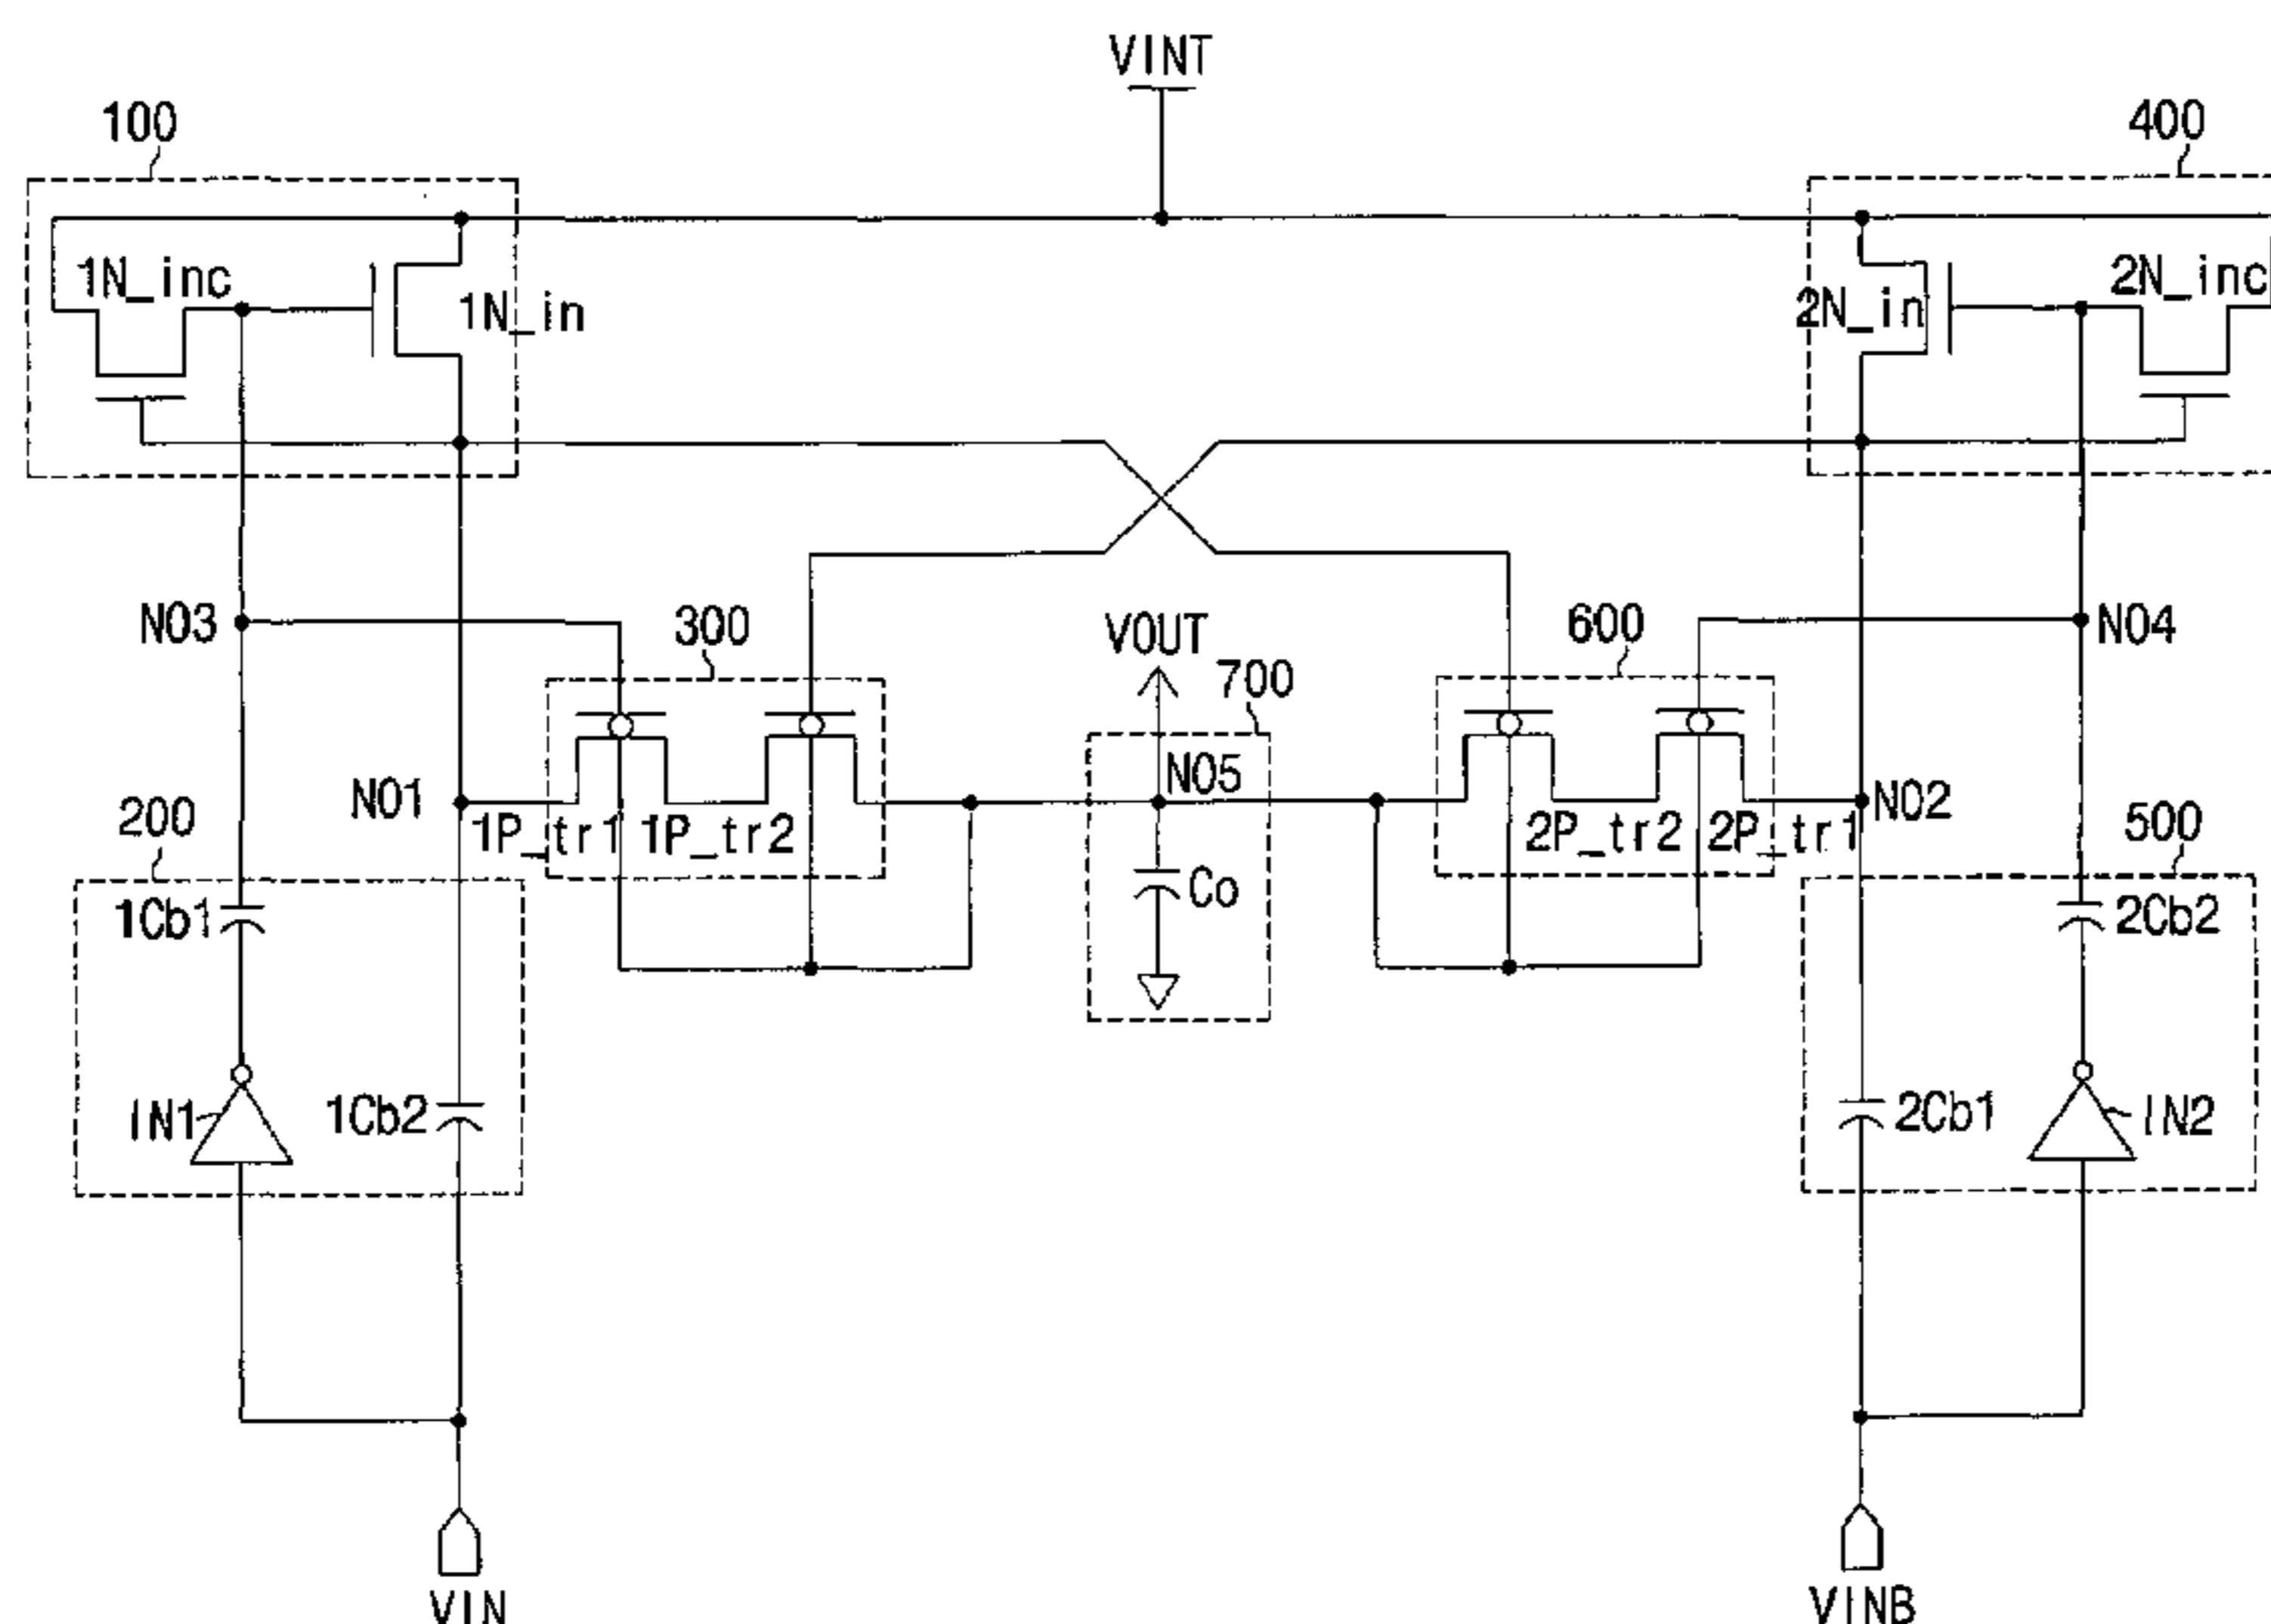 VINT
100
400
1N_inc
1N_in
2N_in
2N_inc
N03
300
VOUT
700
600
N04
N05
N01
N02
200
1P_tr1
1P_tr2
2P_tr2
2P_tr1
500
1Cb1
Co
2Cb2
IN1
1Cb2
2Cb1
IN2
VIN
VINB